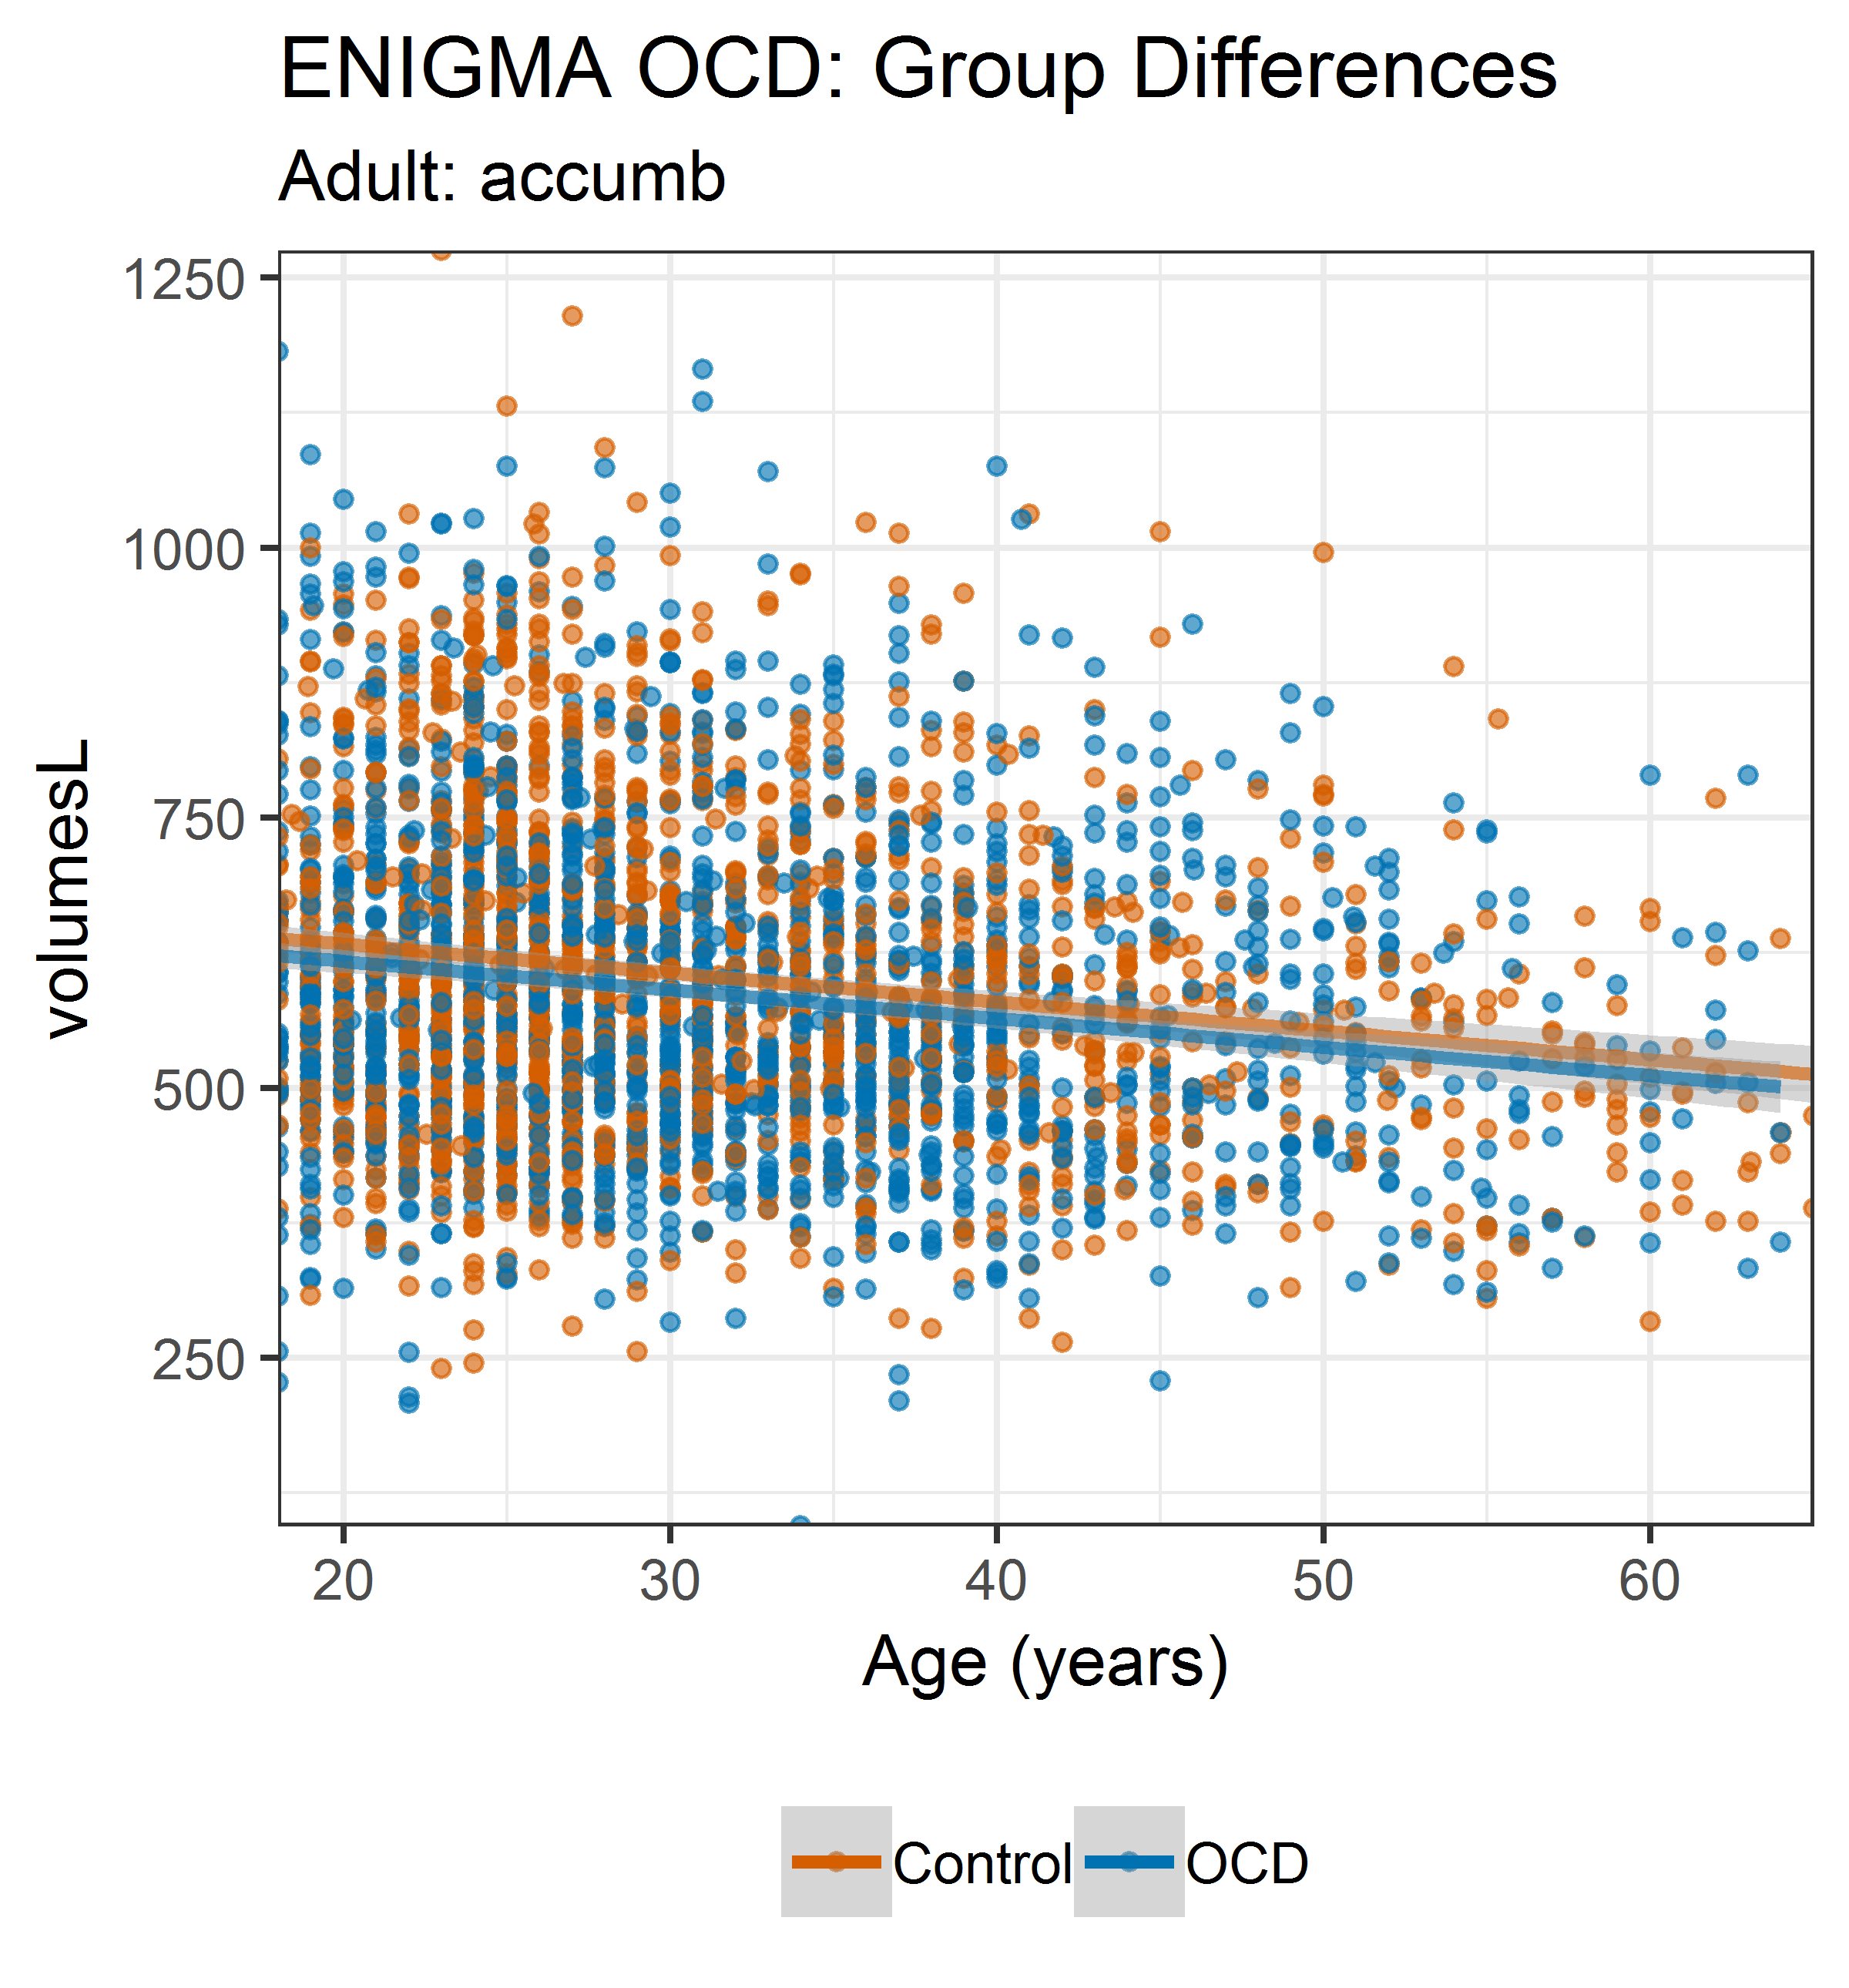 ENIGMA OCD: Group Differences
Adult: accumb
volumesL
1250
1000
750
500
250
20 30 40 50 60
Age (years)
Control OCD